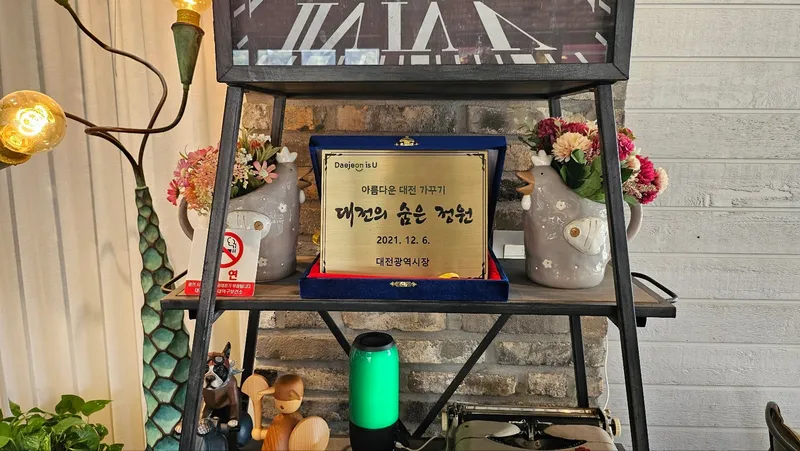 Daejeon is U
아름다운 대전 가꾸기
대전의 숨은 정원
2021. 12. 6.
대전광역시장
연